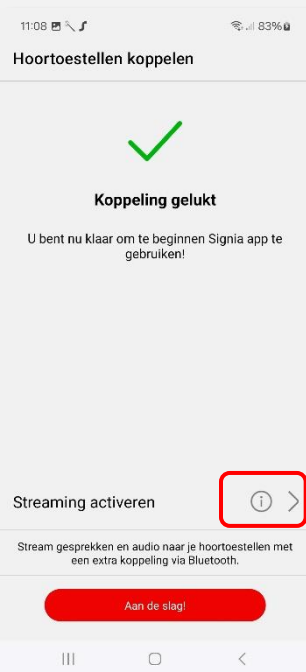 11:08 83%
Hoortoestellen koppelen
Koppeling gelukt
U bent nu klaar om te beginnen Signia app te
gebruiken!
Streaming activeren
Stream gesprekken en audio naar je hoortoestellen met
een extra koppeling via Bluetooth.
Aan de slag!